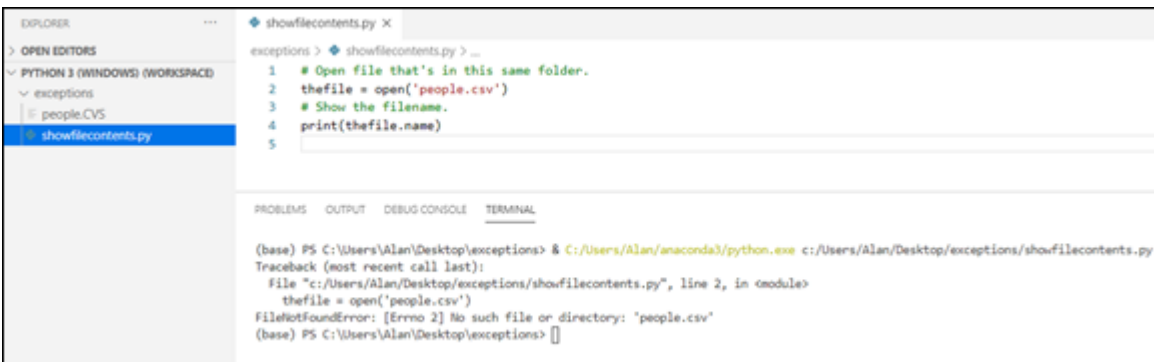 EXPLORER ...
> OPEN EDITORS
PYTHON 3 (WINDOWS) (WORKSPACE)
exceptions
people.CVS
showfilecontents.py
showfilecontents.py ×
exceptions > showfilecontents.py > ...
1 # Open file that's in this same folder.
2 thefile = open('people.csv')
3 # Show the filename.
4 print(thefile.name)
5
PROBLEMS OUTPUT DEBUG CONSOLE TERMINAL
(base) PS C:\Users\Alan\Desktop\exceptions> & C:/Users/Alan/anaconda3/python.exe c:/Users/Alan/Desktop/exceptions/showfilecontents.py
Traceback (most recent call last):
File "c:/Users/Alan/Desktop/exceptions/showfilecontents.py", line 2, in <module>
thefile = open('people.csv')
FileNotFoundError: [Errno 2] No such file or directory: 'people.csv'
(base) PS C:\Users\Alan\Desktop\exceptions>